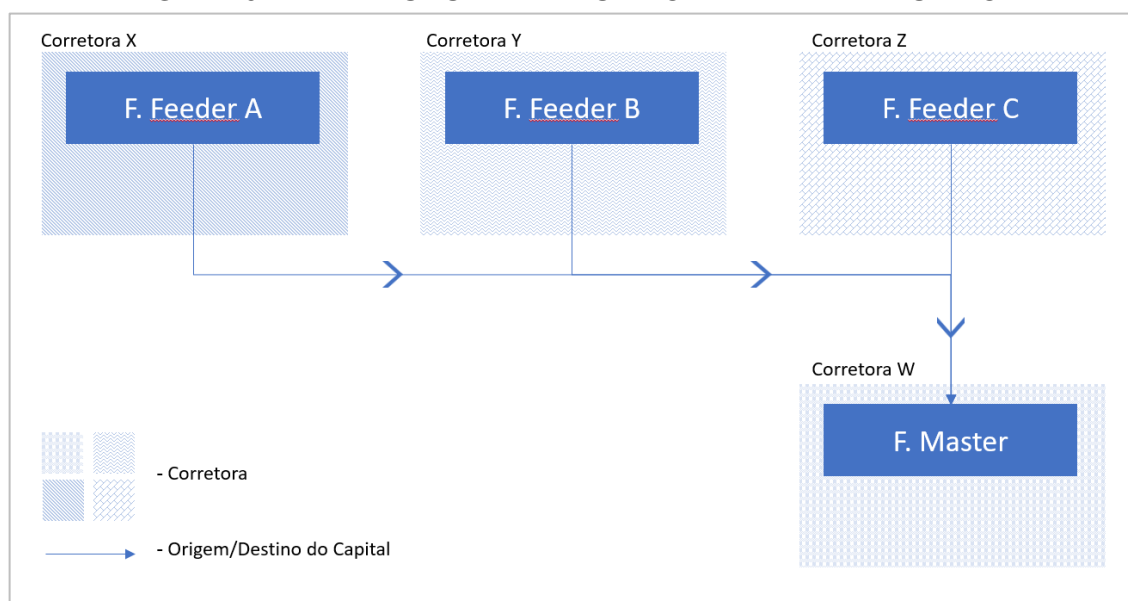 Corretora X
Corretora Y
Corretora Z
F. Feeder A
F. Feeder B
F. Feeder C
Corretora W
F. Master
- Corretora
- Origem/Destino do Capital